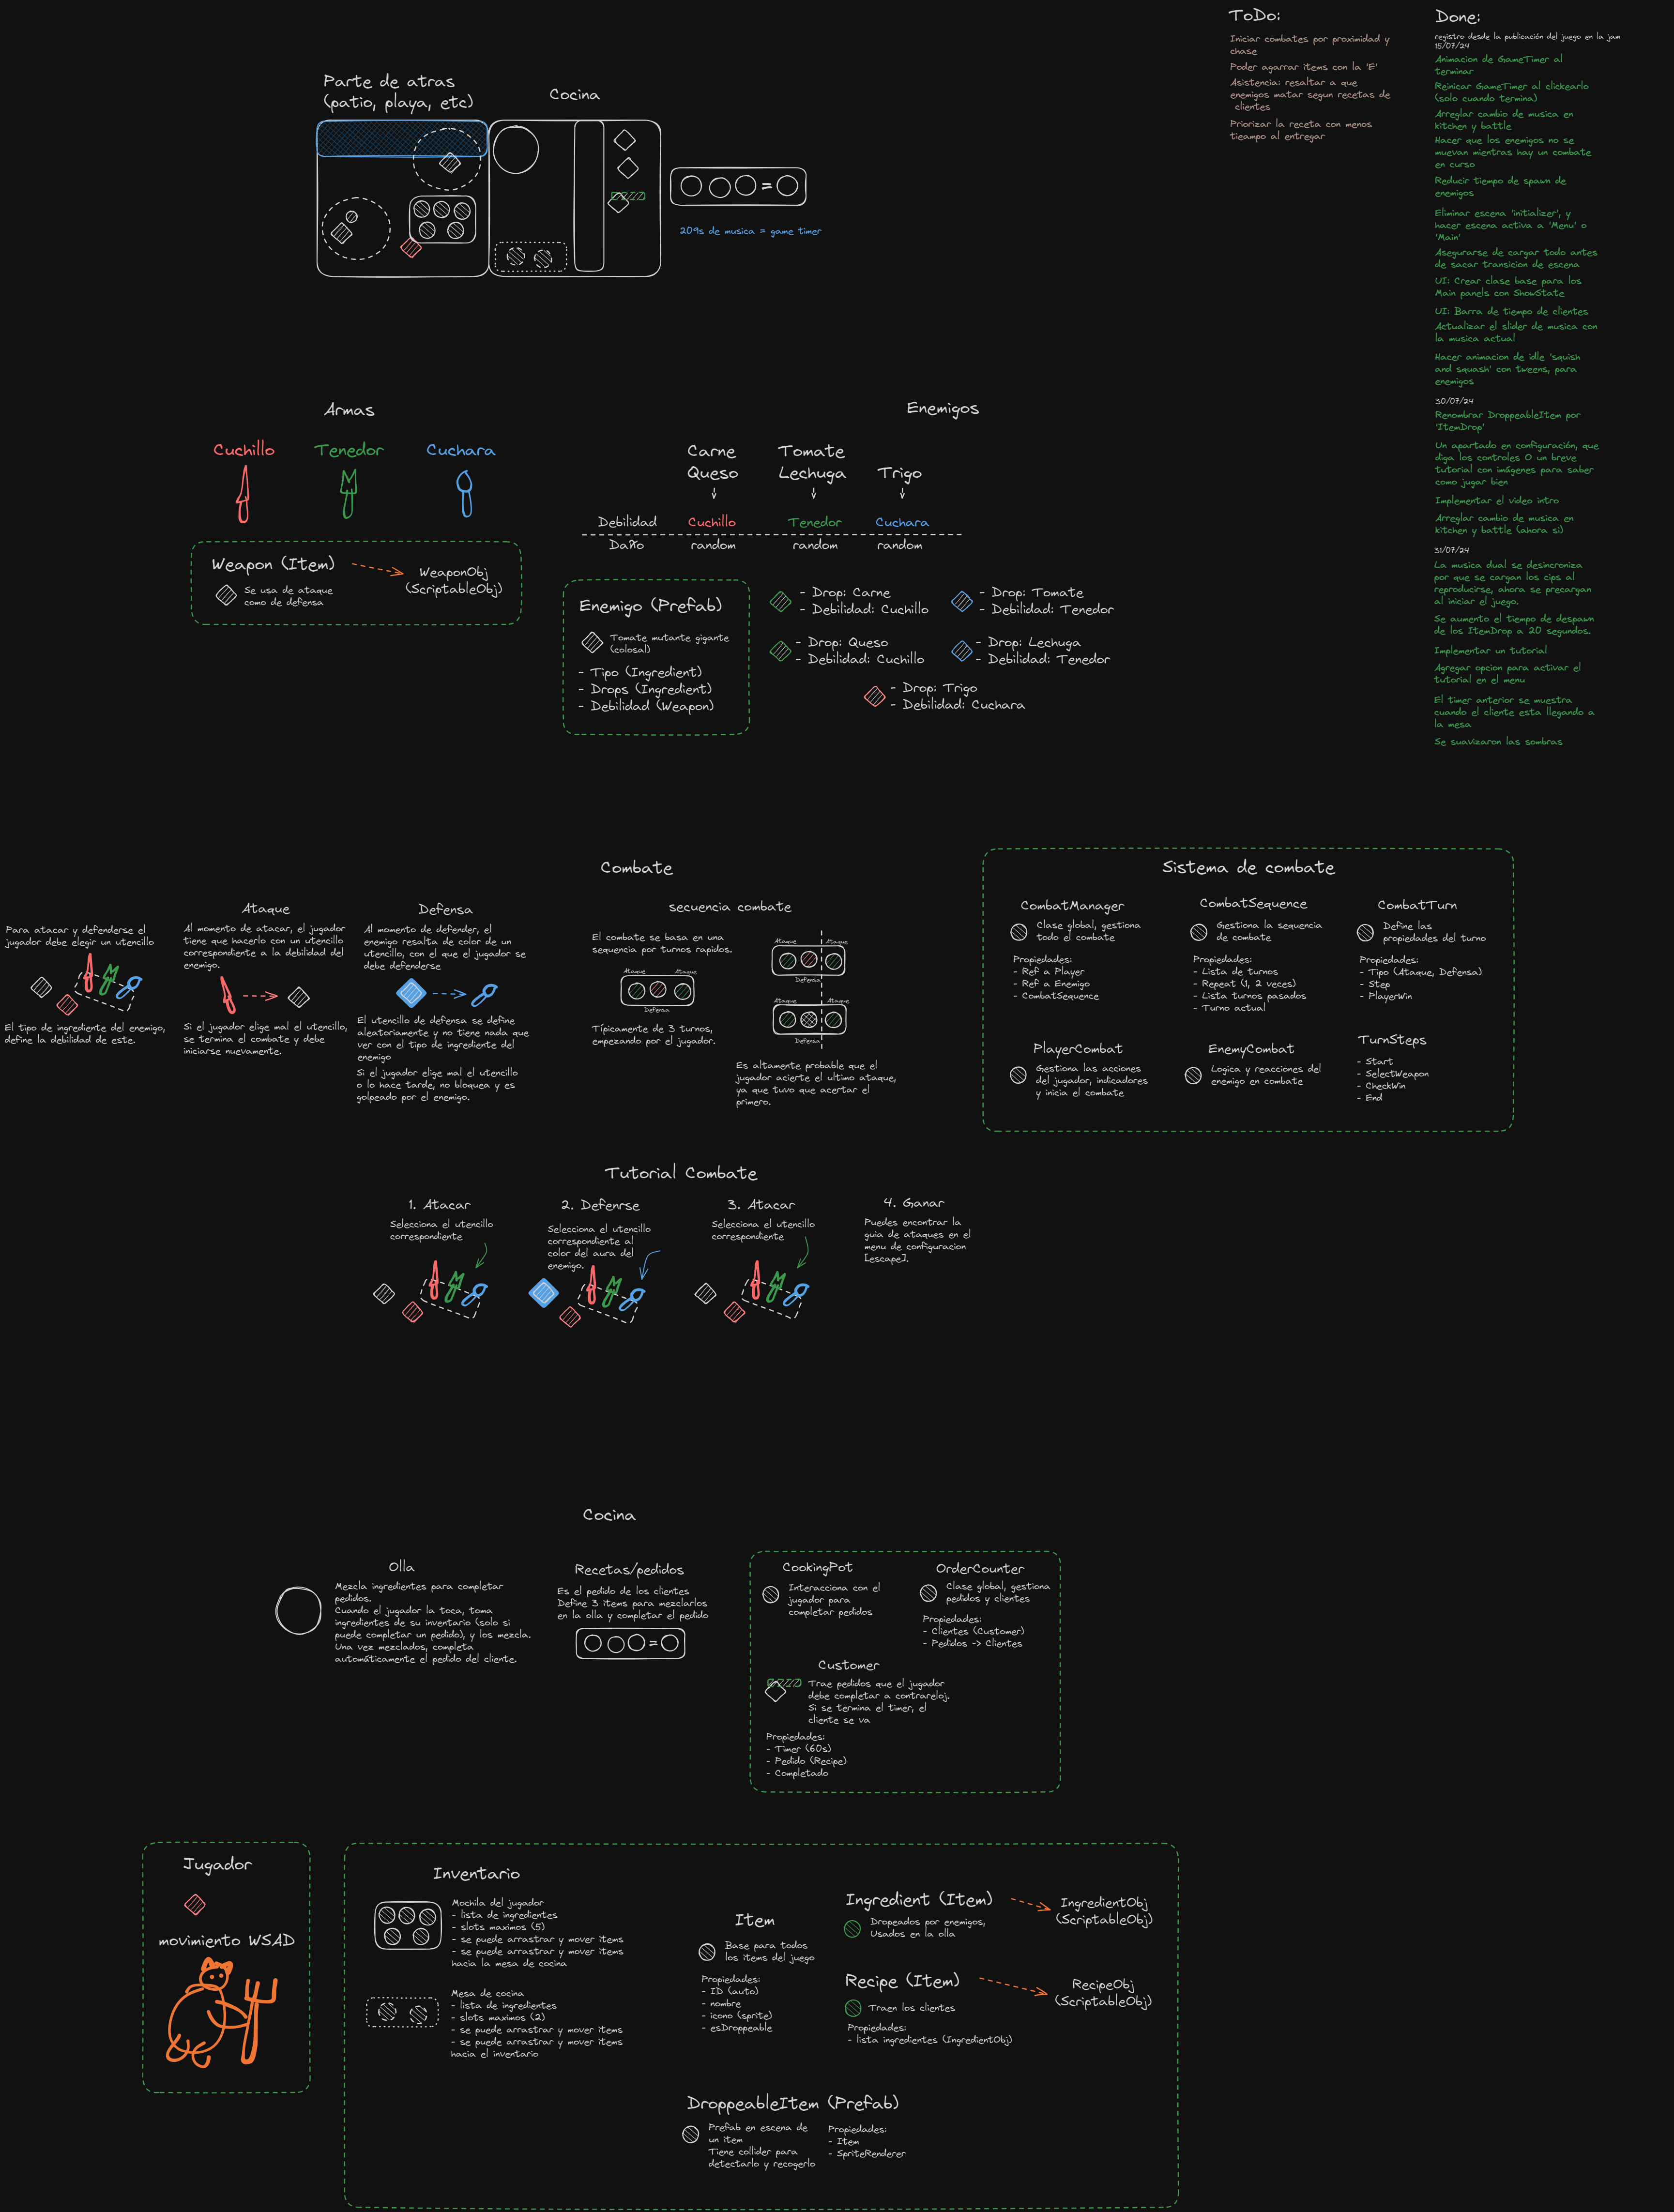 ToDo:
Iniciar combates por proximidad y
chase
Poder agarrar items con la 'E'
Asistencia: resaltar a que
enemigos matar segun recetas de
clientes
Priorizar la receta con menos
tieampo al entregar
Done:
registro desde la publicación del juego en la jam
15/07/24
Animacion de GameTimer al
terminar
Reinicar GameTimer al clickearlo
(solo cuando termina)
Arreglar cambio de musica en
kitchen y battle
Hacer que los enemigos no se
muevan mientras hay un combate
en curso
Reducir tiempo de spawn de
enemigos
Eliminar escena 'initializer', y
hacer escena activa a 'Menu' o
'Main'
Asegurarse de cargar todo antes
de sacar transicion de escena
UI: Crear clase base para los
Main panels con ShowState
UI: Barra de tiempo de clientes
Actualizar el slider de musica con
la musica actual
Hacer animacion de idle 'squish
and squash' con tweens, para
enemigos
30/07/24
Renombrar DroppeableItem por
'ItemDrop'
Un apartado en configuración, que
diga los controles O un breve
tutorial con imágenes para saber
como jugar bien
Implementar el video intro
Arreglar cambio de musica en
kitchen y battle (ahora si)
31/07/24
La musica dual se desincroniza
por que se cargan los cips al
reproducirse, ahora se precargan
al iniciar el juego.
Se aumento el tiempo de despawn
de los ItemDrop a 20 segundos.
Implementar un tutorial
Agregar opcion para activar el
tutorial en el menu
El timer anterior se muestra
cuando el cliente esta llegando a
la mesa
Se suavizaron las sombras
Parte de atras
(patio, playa, etc)
Cocina
=
209s de musica = game timer
Armas
Cuchillo
Tenedor
Cuchara
Weapon (Item)
Se usa de ataque
como de defensa
WeaponObj
(ScriptableObj)
Enemigos
Carne
Queso
Tomate
Lechuga
Trigo
Debilidad
Cuchillo
Tenedor
Cuchara
Daño
random
random
random
Enemigo (Prefab)
Tomate mutante gigante
(colosal)
- Tipo (Ingredient)
- Drops (Ingredient)
- Debilidad (Weapon)
- Drop: Carne
- Debilidad: Cuchillo
- Drop: Tomate
- Debilidad: Tenedor
- Drop: Queso
- Debilidad: Cuchillo
- Drop: Lechuga
- Debilidad: Tenedor
- Drop: Trigo
- Debilidad: Cuchara
Combate
Para atacar y defenderse el
jugador debe elegir un utencillo
El tipo de ingrediente del enemigo,
define la debilidad de este.
Ataque
Al momento de atacar, el jugador
tiene que hacerlo con un utencillo
correspondiente a la debilidad del
enemigo.
Si el jugador elige mal el utencillo,
se termina el combate y debe
iniciarse nuevamente.
Defensa
Al momento de defender, el
enemigo resalta de color de un
utencillo, con el que el jugador se
debe defenderse
El utencillo de defensa se define
aleatoriamente y no tiene nada que
ver con el tipo de ingrediente del
enemigo
Si el jugador elige mal el utencillo
o lo hace tarde, no bloquea y es
golpeado por el enemigo.
secuencia combate
El combate se basa en una
sequencia por turnos rapidos.
Ataque
Ataque
Defensa
Típicamente de 3 turnos,
empezando por el jugador.
Ataque
Ataque
Defensa
Ataque
Ataque
Defensa
Es altamente probable que el
jugador acierte el ultimo ataque,
ya que tuvo que acertar el
primero.
Sistema de combate
CombatManager
Clase global, gestiona
todo el combate
Propiedades:
- Ref a Player
- Ref a Enemigo
- CombatSequence
CombatSequence
Gestiona la sequencia
de combate
Propiedades:
- Lista de turnos
- Repeat (1, 2 veces)
- Lista turnos pasados
- Turno actual
CombatTurn
Define las
propiedades del turno
Propiedades:
- Tipo (Ataque, Defensa)
- Step
- PlayerWin
PlayerCombat
Gestiona las acciones
del jugador, indicadores
y inicia el combate
EnemyCombat
Logica y reacciones del
enemigo en combate
TurnSteps
- Start
- SelectWeapon
- CheckWin
- End
Tutorial Combate
1. Atacar
Selecciona el utencillo
correspondiente
2. Defenrse
Selecciona el utencillo
correspondiente al
color del aura del
enemigo.
3. Atacar
Selecciona el utencillo
correspondiente
4. Ganar
Puedes encontrar la
guia de ataques en el
menu de configuracion
[escape].
Cocina
Olla
Mezcla ingredientes para completar
pedidos.
Cuando el jugador la toca, toma
ingredientes de su inventario (solo si
puede completar un pedido), y los mezcla.
Una vez mezclados, completa
automáticamente el pedido del cliente.
Recetas/pedidos
Es el pedido de los clientes
Define 3 items para mezclarlos
en la olla y completar el pedido
=
CookingPot
Interacciona con el
jugador para
completar pedidos
OrderCounter
Clase global, gestiona
pedidos y clientes
Propiedades:
- Clientes (Customer)
- Pedidos -> Clientes
Customer
Trae pedidos que el jugador
debe completar a contrareloj.
Si se termina el timer, el
cliente se va
Propiedades:
- Timer (60s)
- Pedido (Recipe)
- Completado
Jugador
movimiento WSAD
Inventario
Mochila del jugador
- lista de ingredientes
- slots maximos (5)
- se puede arrastrar y mover items
- se puede arrastrar y mover items
hacia la mesa de cocina
Mesa de cocina
- lista de ingredientes
- slots maximos (2)
- se puede arrastrar y mover items
- se puede arrastrar y mover items
hacia el inventario
Item
Base para todos
los items del juego
Propiedades:
- ID (auto)
- nombre
- icono (sprite)
- esDroppeable
Ingredient (Item)
Dropeados por enemigos,
Usados en la olla
IngredientObj
(ScriptableObj)
Recipe (Item)
Traen los clientes
Propiedades:
- lista ingredientes (IngredientObj)
RecipeObj
(ScriptableObj)
DroppeableItem (Prefab)
Prefab en escena de
un item
Tiene collider para
detectarlo y recogerlo
Propiedades:
- Item
- SpriteRenderer